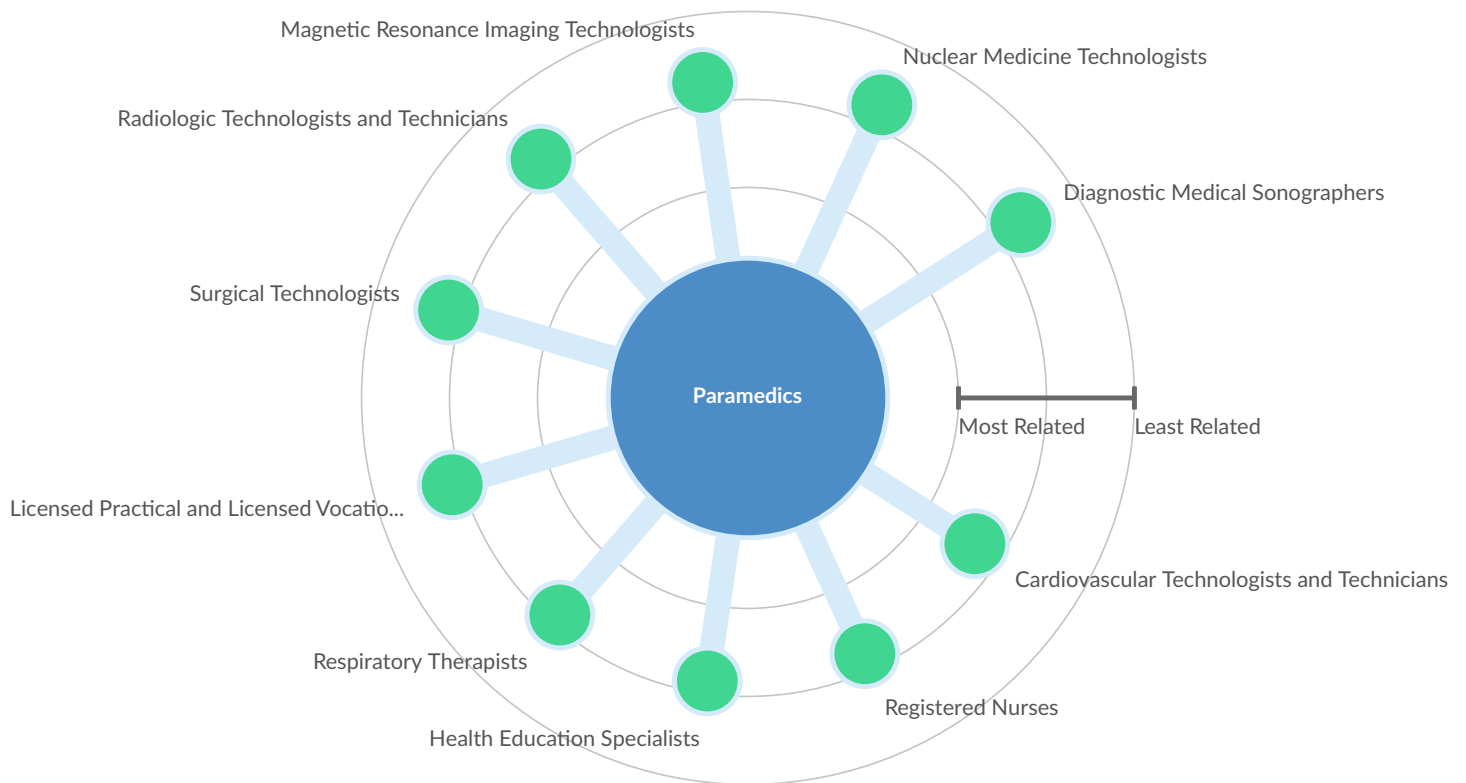 Magnetic Resonance Imaging Technologists
Nuclear Medicine Technologists
Radiologic Technologists and Technicians
Diagnostic Medical Sonographers
Surgical Technologists
Paramedics
Most Related
Least Related
Licensed Practical and Licensed Vocatio...
Cardiovascular Technologists and Technicians
Respiratory Therapists
Registered Nurses
Health Education Specialists